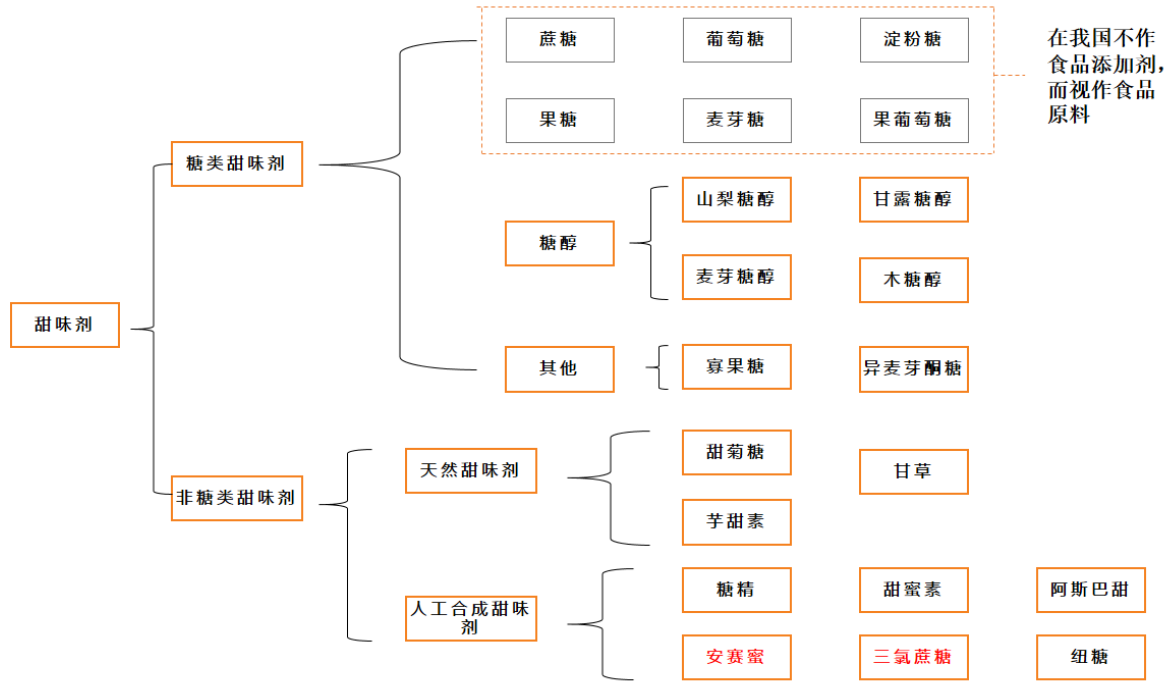 蔗糖
葡萄糖
淀粉糖
在我国不作
食品添加剂,
而视作食品
原料
果糖
麦芽糖
果葡萄糖
糖类甜味剂
山梨糖醇
甘露糖醇
糖醇
麦芽糖醇
木糖醇
甜味剂
其他
寡果糖
异麦芽酮糖
天然甜味剂
甜菊糖
甘草
非糖类甜味剂
芋甜素
人工合成甜味
剂
糖精
甜蜜素
阿斯巴甜
安赛蜜
三氯蔗糖
纽糖